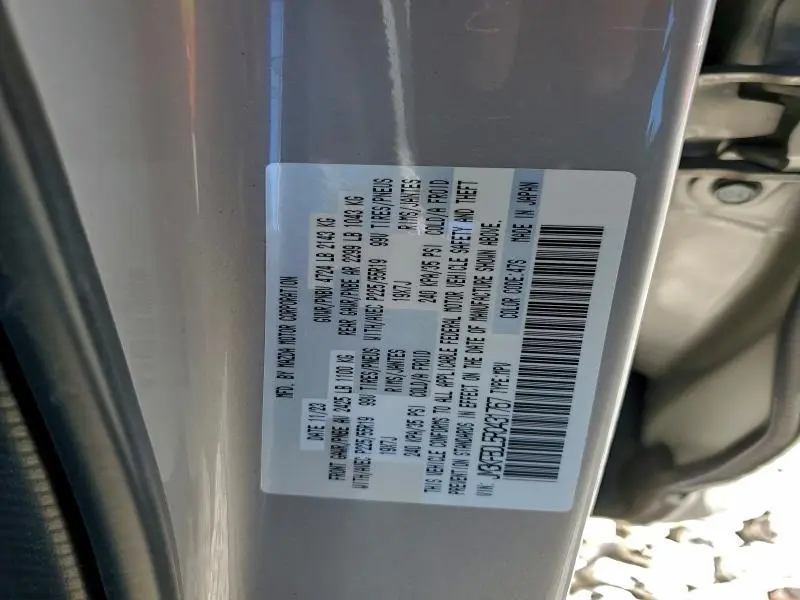 MFD. BY MAZDA MOTOR CORPORATION
DATE 11/23 GVWR/PNBV 4724 LB 2143 KG
FRONT GAWR/PNBE AV 2425 LB 1100 KG REAR GAWR/PNBE AR 2299 LB 1043 KG
WITH/AVEC P225/55R19 99V TIRES/PNEUS WITH/AVEC P225/55R19 99V TIRES/PNEUS
19X7J RIMS/JANTES 19X7J RIMS/JANTES
240 KPA/35 PSI COLD/A FROID 240 KPA/35 PSI COLD/A FROID
THIS VEHICLE CONFORMS TO ALL APPLICABLE FEDERAL MOTOR VEHICLE SAFETY AND THEFT
PREVENTION STANDARDS IN EFFECT ON THE DATE OF MANUFACTURE SHOWN ABOVE.
VIN: TYPE:MPV COLOR CODE:47S MADE IN JAPAN